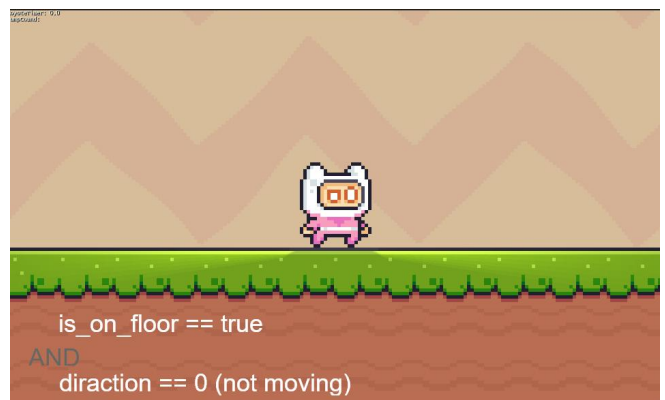 is_on_floor == true
AND
diraction == 0 (not moving)